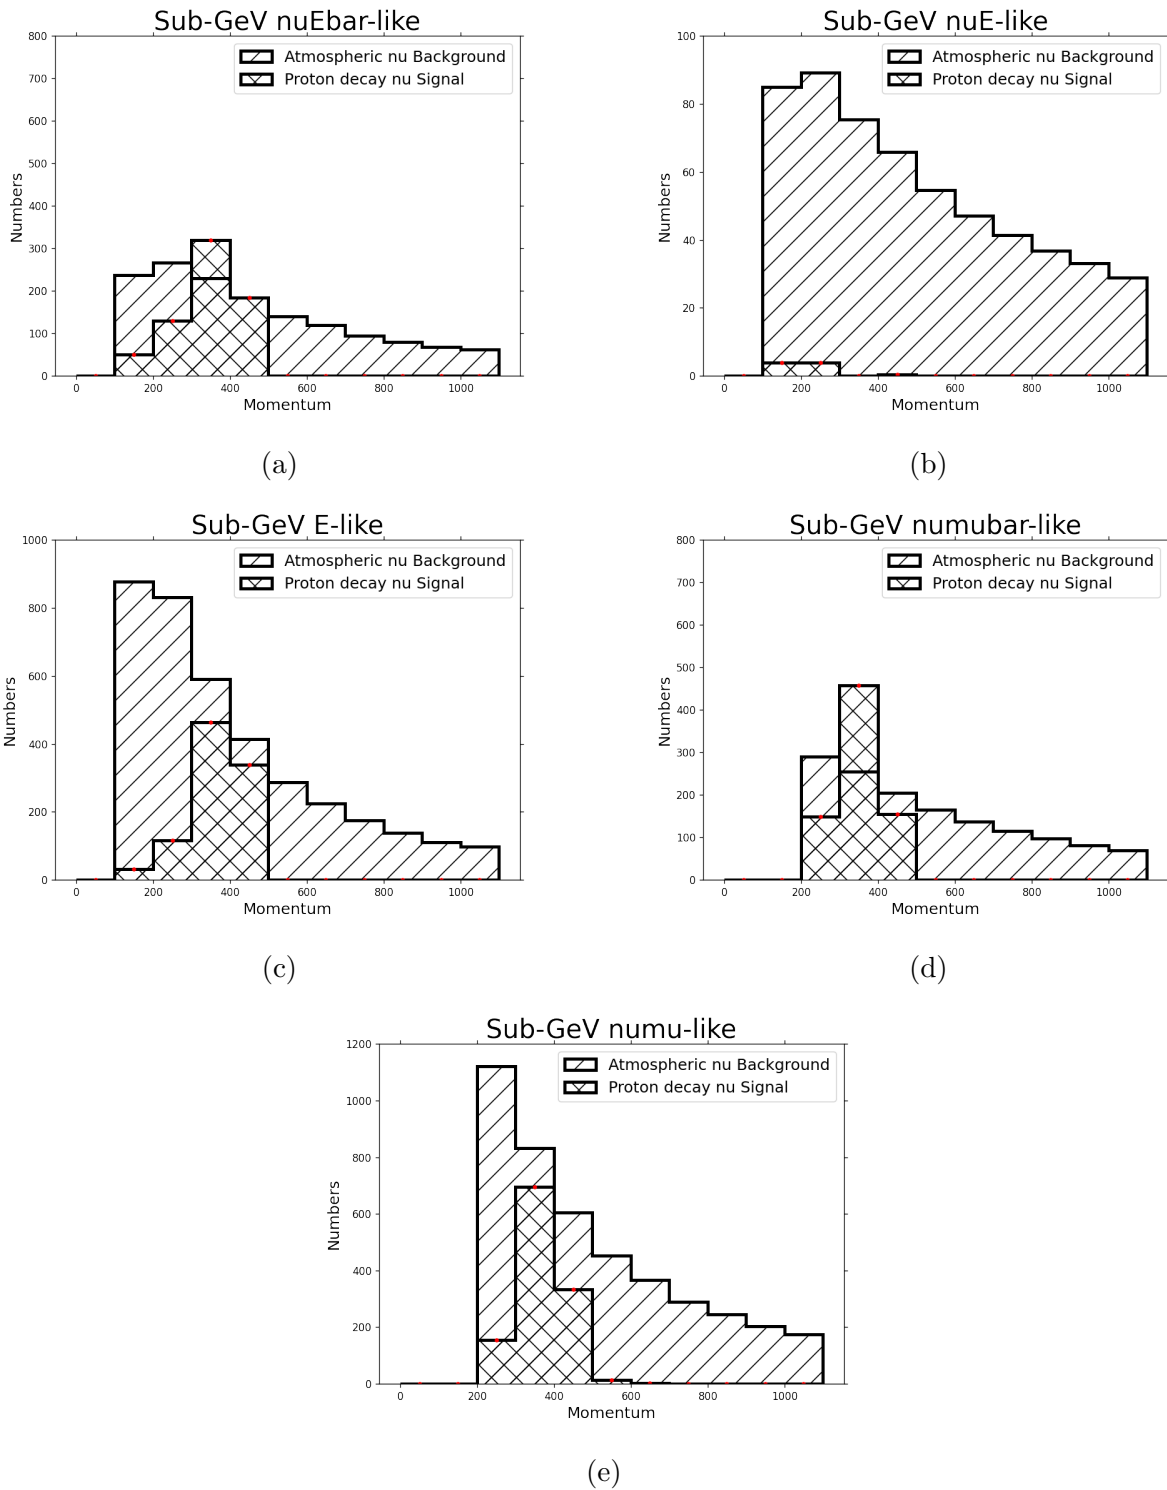 Sub-GeV nuEbar-like
800
700
600
500
400
300
200
100
0
Numbers
Atmospheric nu Background
Proton decay nu Signal
0 200 400 600 800 1000
Momentum
(a)
Sub-GeV nuE-like
100
80
60
40
20
0
Numbers
Atmospheric nu Background
Proton decay nu Signal
0 200 400 600 800 1000
Momentum
(b)
Sub-GeV E-like
1000
800
600
400
200
0
Numbers
Atmospheric nu Background
Proton decay nu Signal
0 200 400 600 800 1000
Momentum
(c)
Sub-GeV numubar-like
800
700
600
500
400
300
200
100
0
Numbers
Atmospheric nu Background
Proton decay nu Signal
0 200 400 600 800 1000
Momentum
(d)
Sub-GeV numu-like
1200
1000
800
600
400
200
0
Numbers
Atmospheric nu Background
Proton decay nu Signal
0 200 400 600 800 1000
Momentum
(e)